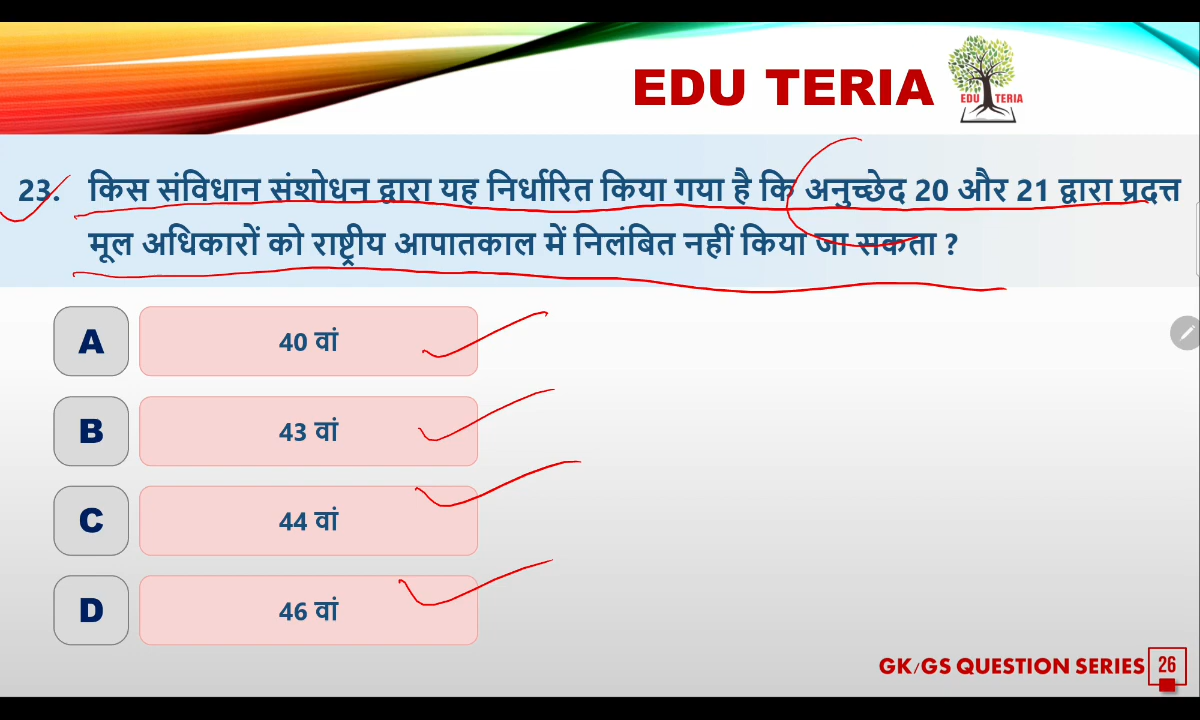 EDU TERIA
EDU TERIA
23. किस संविधान संशोधन द्वारा यह निर्धारित किया गया है कि अनुच्छेद 20 और 21 द्वारा प्रदत्त
मूल अधिकारों को राष्ट्रीय आपातकाल में निलंबित नहीं किया जा सकता ?
A 40 वां
B 43 वां
C 44 वां
D 46 वां
GK/GS QUESTION SERIES 26